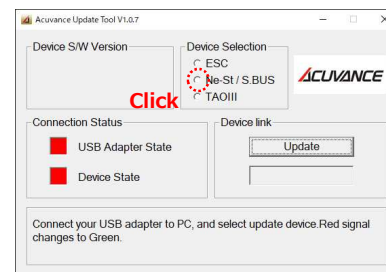 Acuvance Update Tool V1.0.7
Device S/W Version
Device Selection
ESC
Ne-St / S.BUS
TAOIII
ACUVANCE
Click
Connection Status
USB Adapter State
Device State
Device link
Update
Connect your USB adapter to PC, and select update device.Red signal
changes to Green.